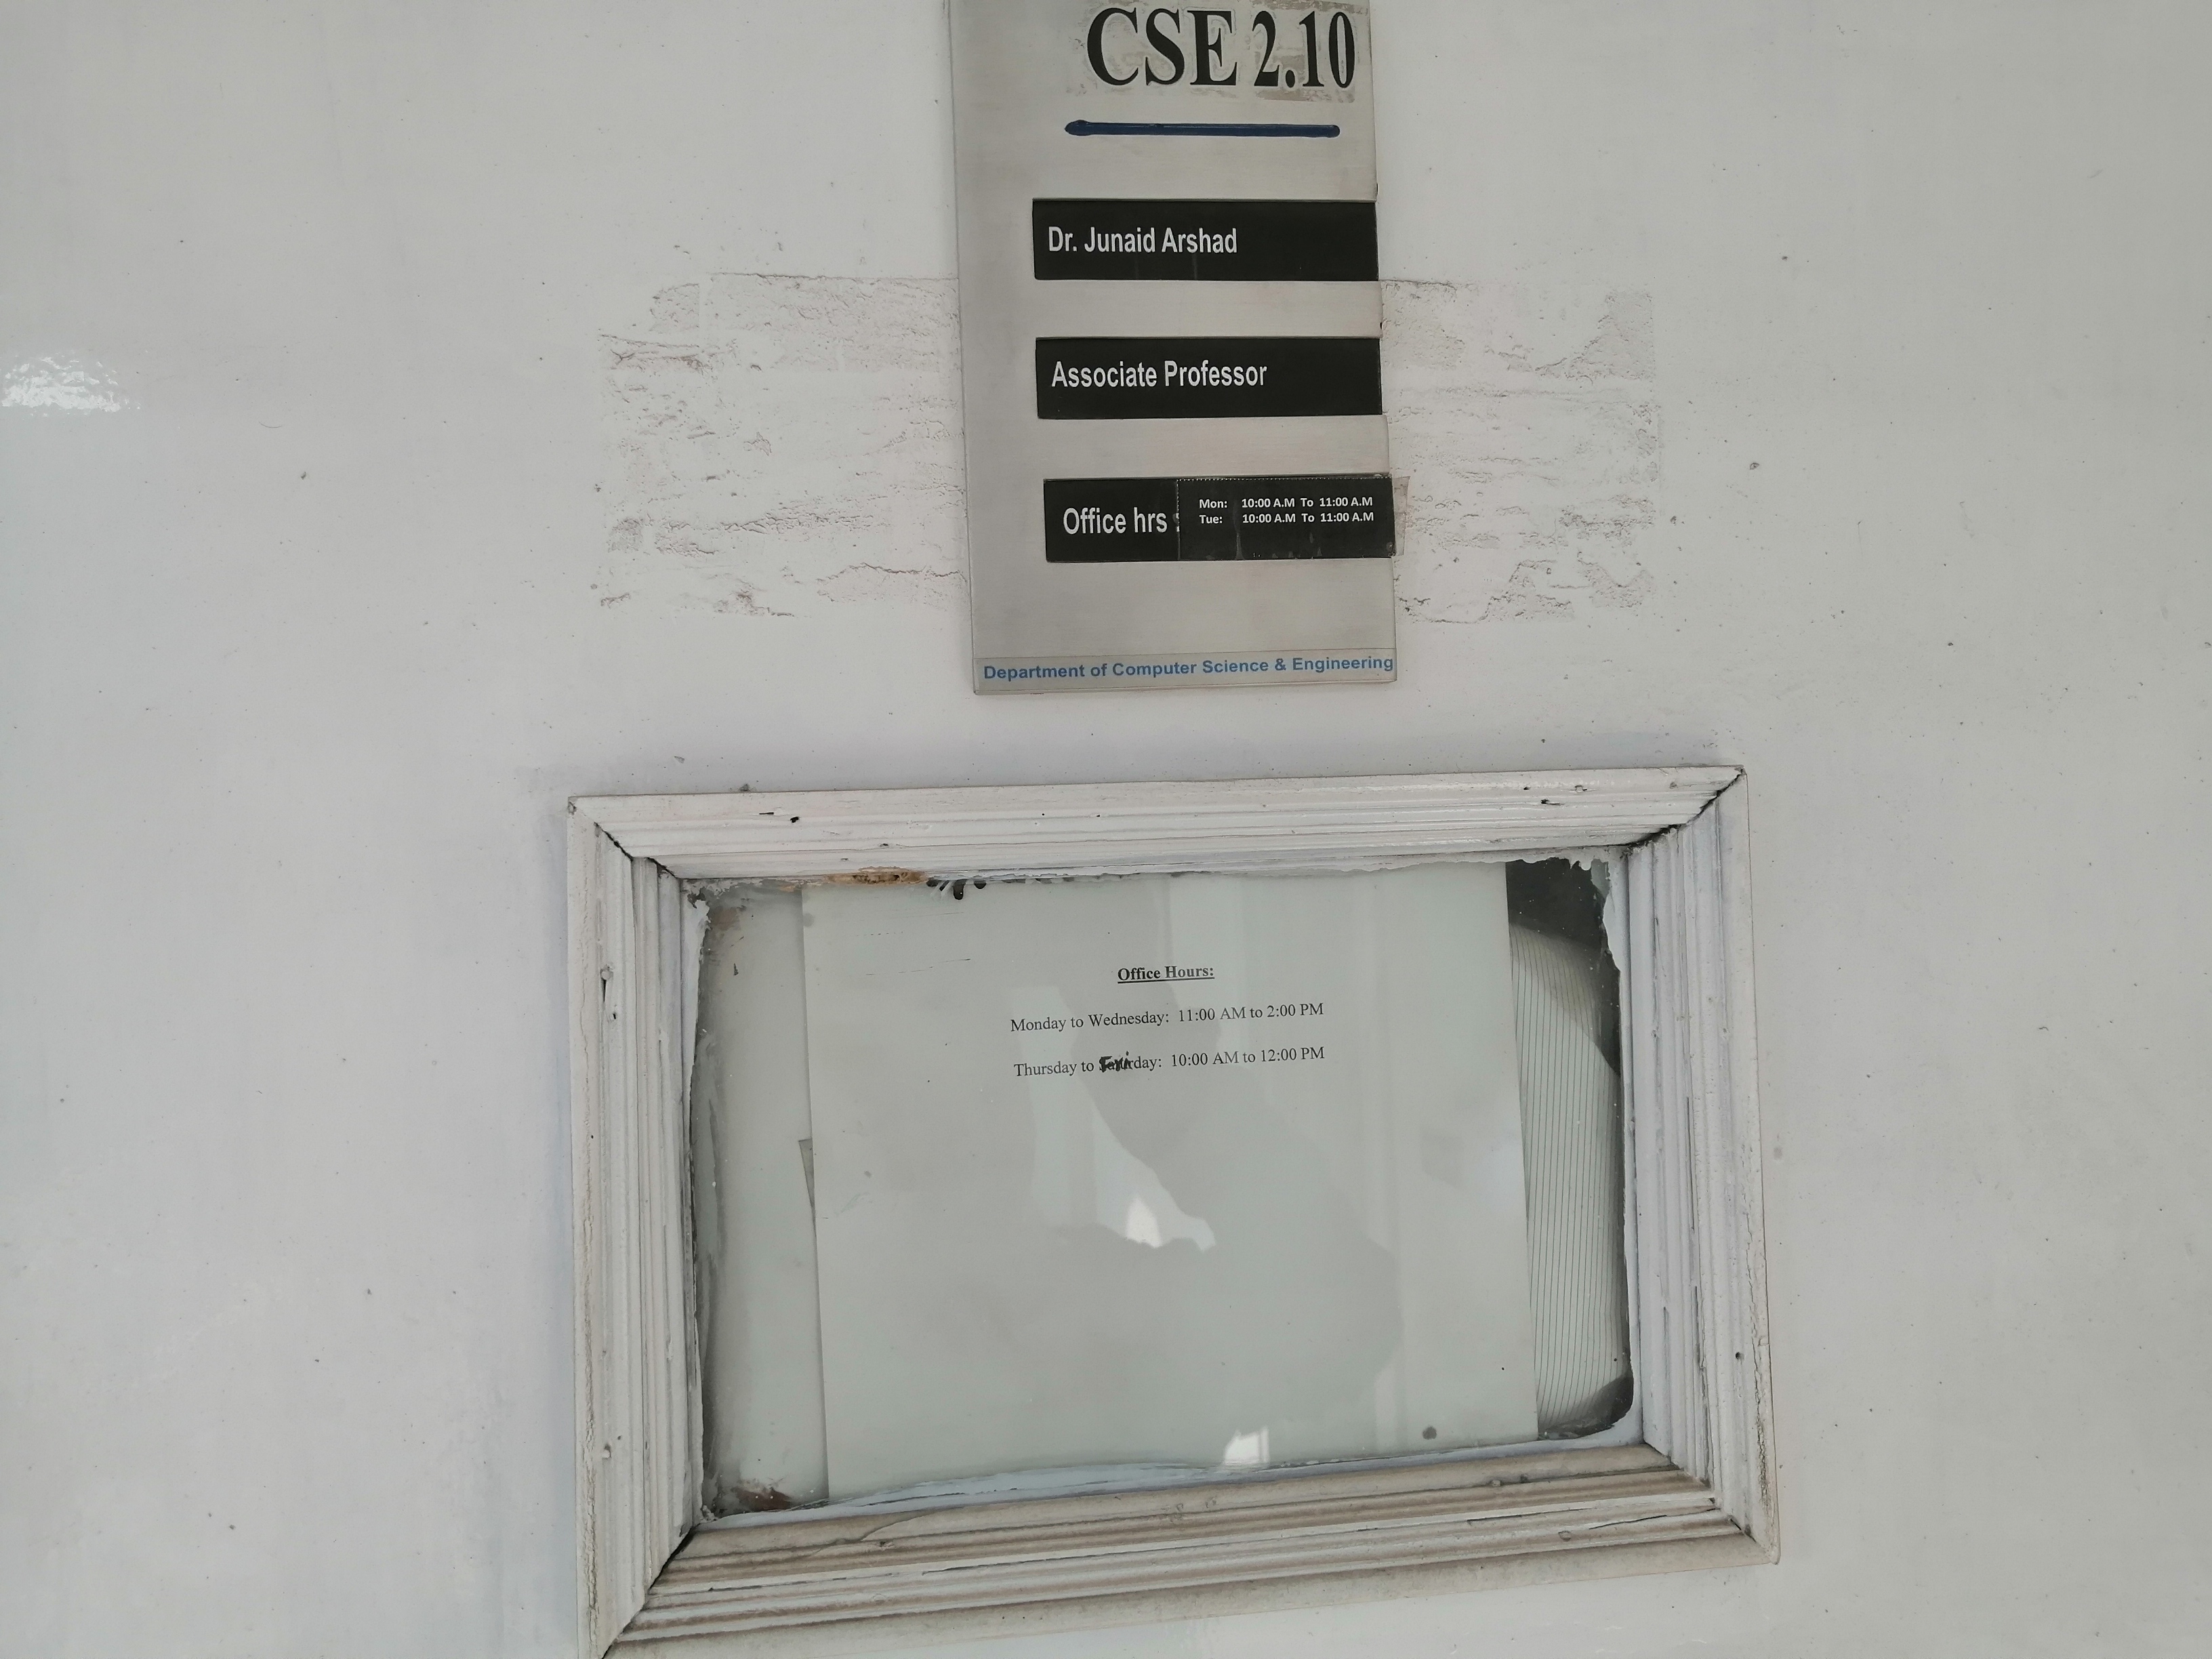 CSE 2.10
Dr. Junaid Arshad
Associate Professor
Office hrs :
Mon: 10:00 A.M To 11:00 A.M
Tue: 10:00 A.M To 11:00 A.M
Department of Computer Science & Engineering
Office Hours:
Monday to Wednesday: 11:00 AM to 2:00 PM
Thursday to Friday: 10:00 AM to 12:00 PM